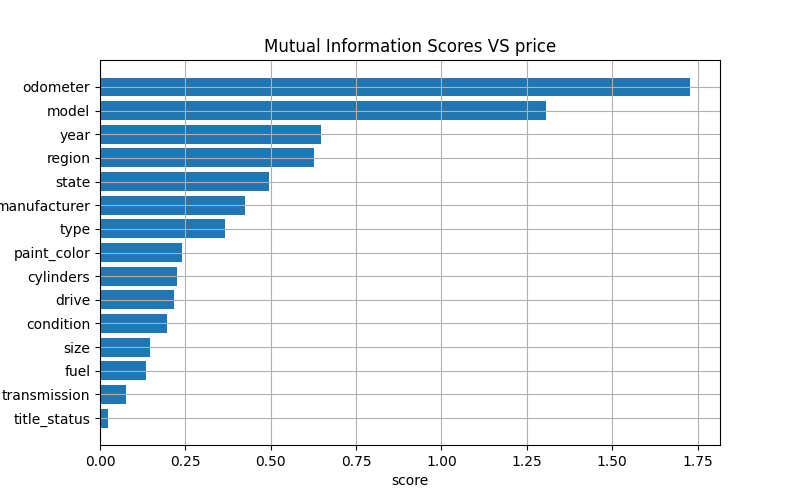 Mutual Information Scores VS price
odometer
model
year
region
state
manufacturer
type
paint_color
cylinders
drive
condition
size
fuel
transmission
title_status
0.00 0.25 0.50 0.75 1.00 1.25 1.50 1.75
score